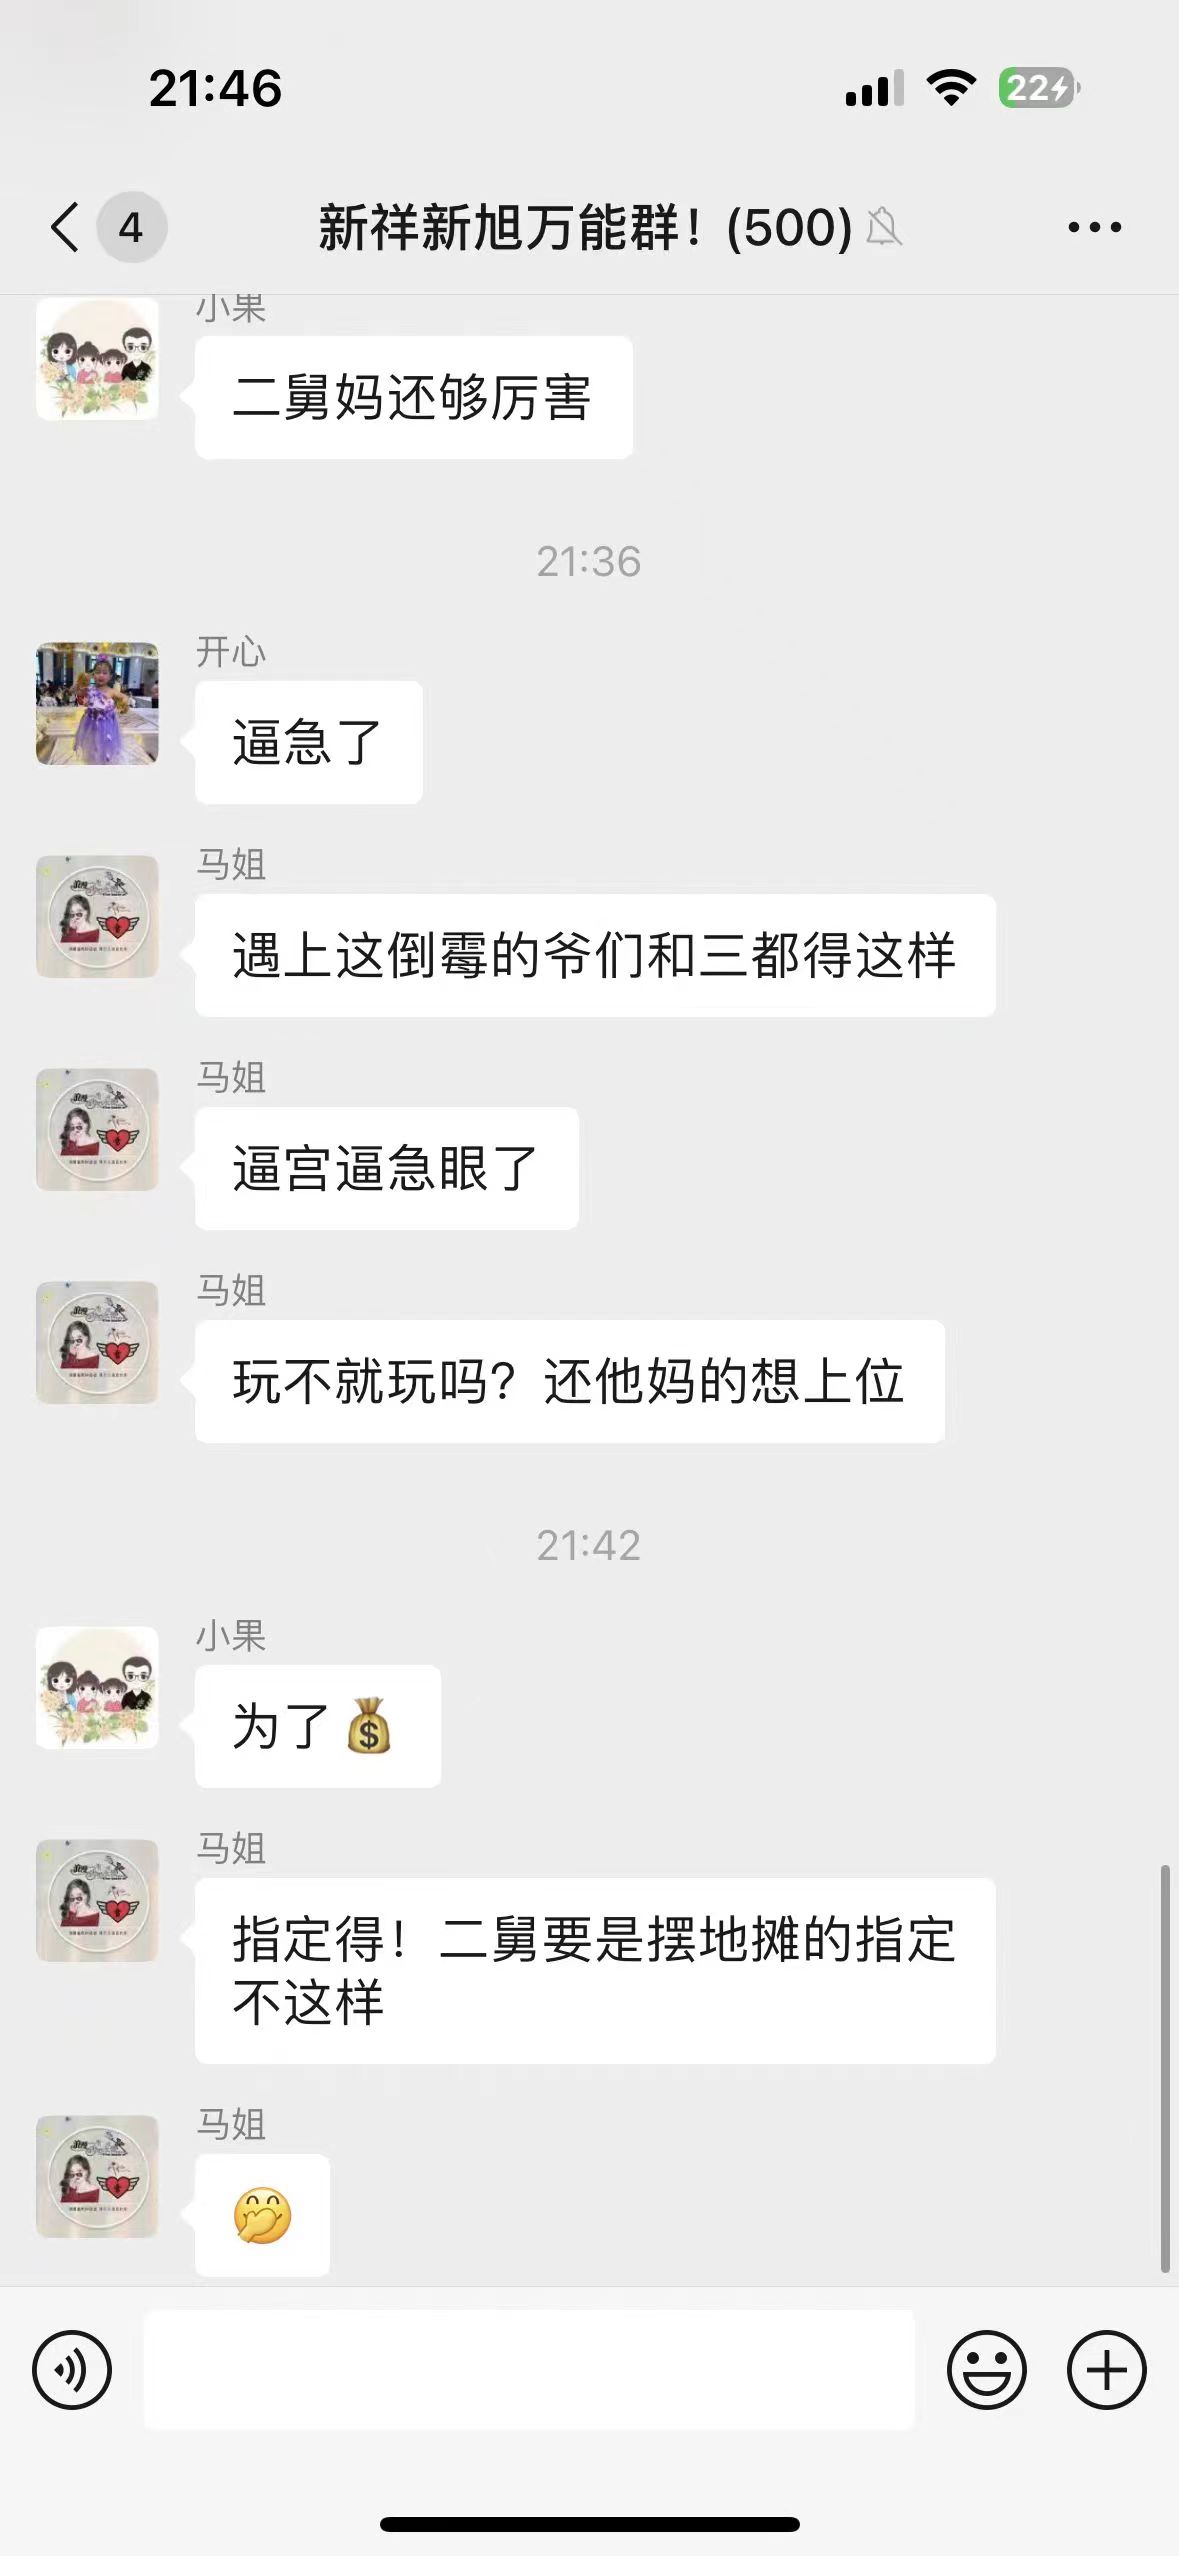 21:46
22
4
新祥新旭万能群！(500)
小果
二舅妈还够厉害
21:36
开心
逼急了
马姐
遇上这倒霉的爷们和三都得这样
马姐
逼宫逼急眼了
马姐
玩不就玩吗？还他妈的想上位
21:42
小果
为了💰
马姐
指定得！二舅要是摆地摊的指定
不这样
马姐
🤭